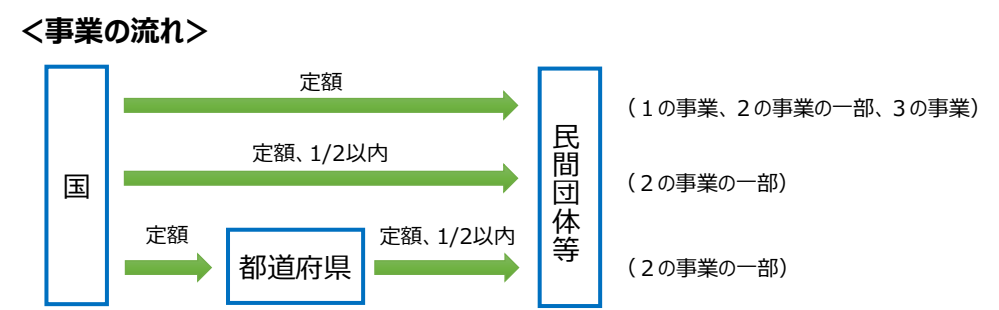 ＜事業の流れ＞
定額
（１の事業、２の事業の一部、３の事業）
定額、1/2以内
（２の事業の一部）
国
民間団体等
定額
定額、1/2以内
都道府県
（２の事業の一部）